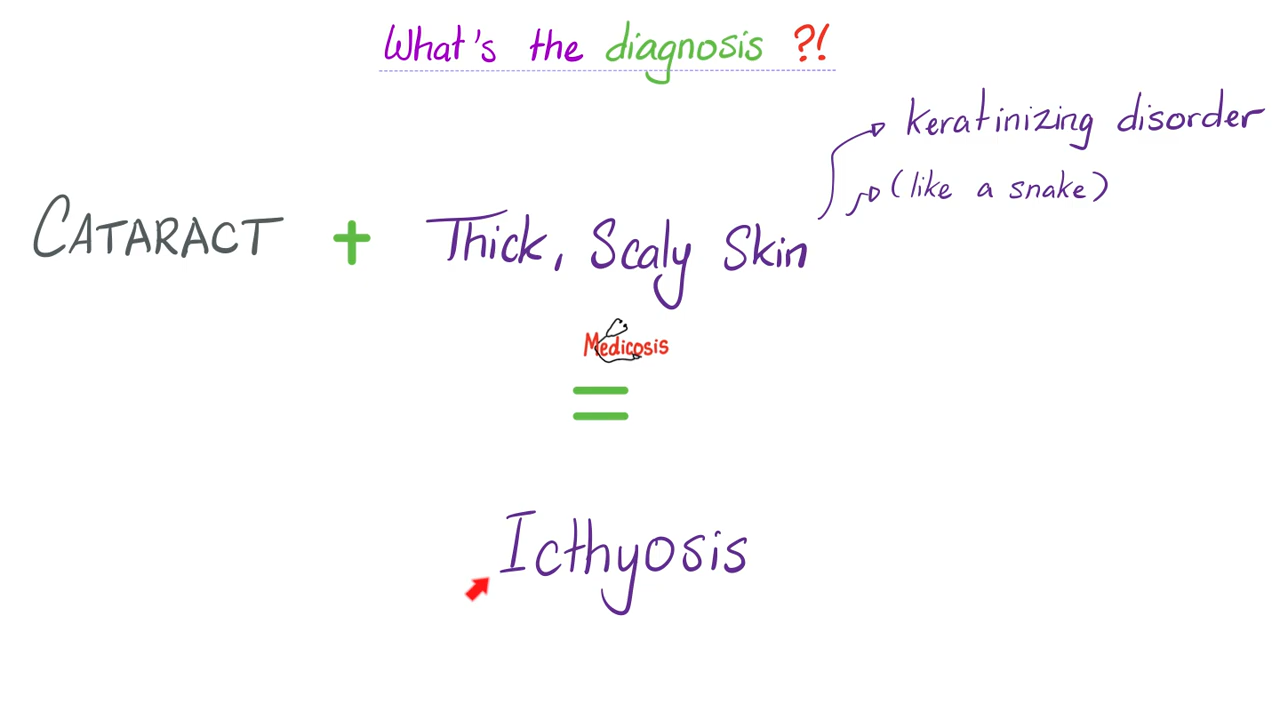 What's the diagnosis ?!
keratinizing disorder
(like a snake)
CATARACT + Thick, Scaly Skin
Medicosis
=
Icthyosis